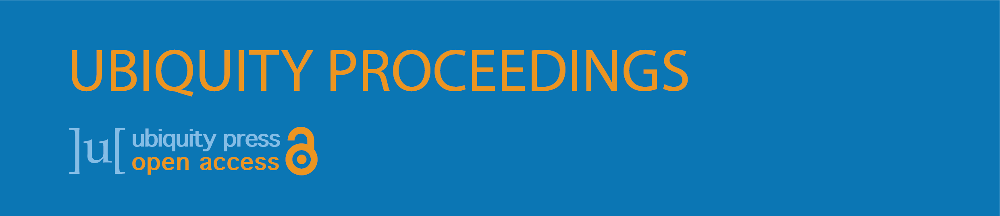 UBIQUITY PROCEEDINGS
]u[ ubiquity press
open access